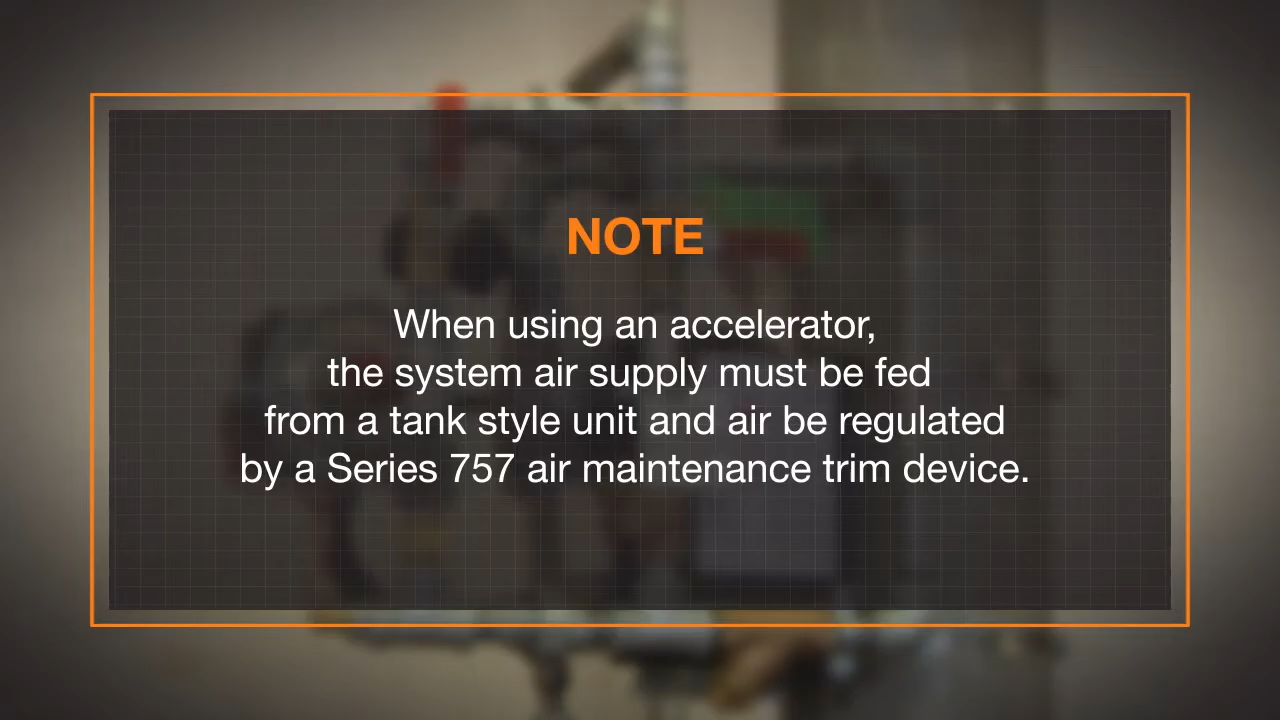 NOTE
When using an accelerator,
the system air supply must be fed
from a tank style unit and air be regulated
by a Series 757 air maintenance trim device.